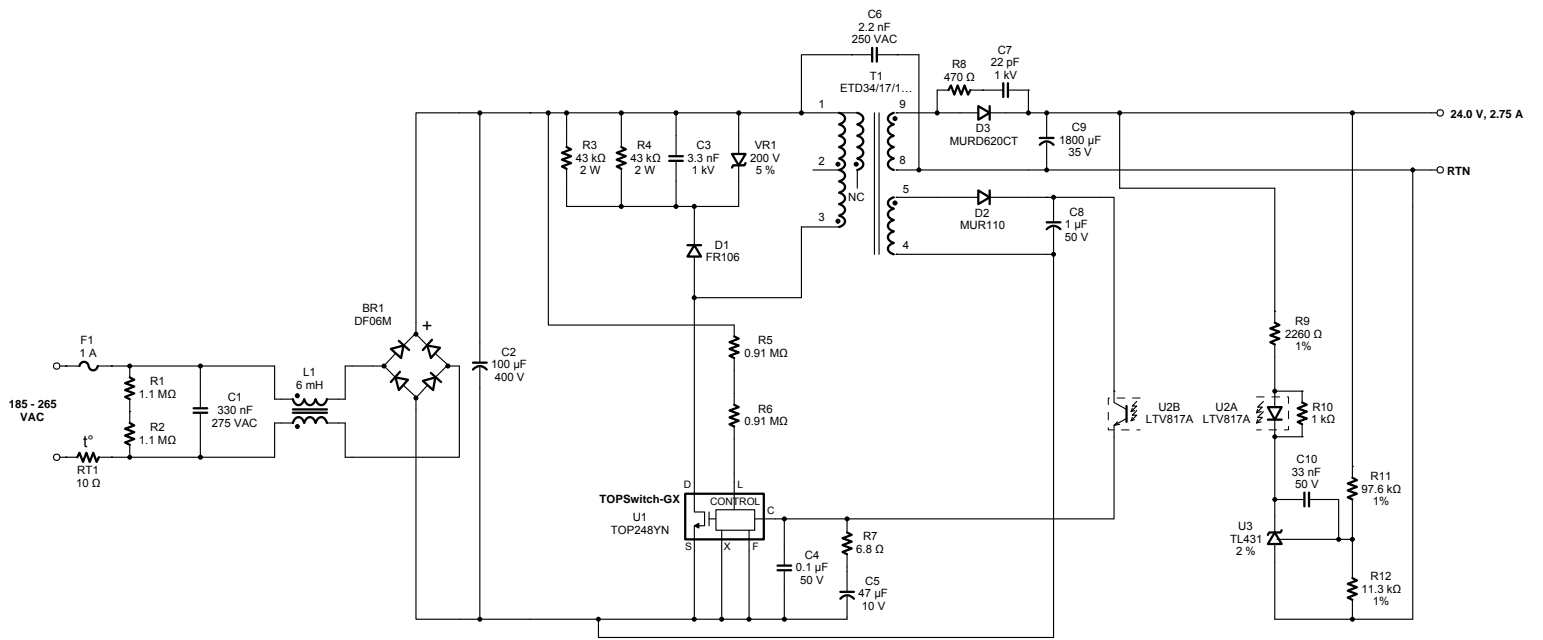 C6
2.2 nF
250 VAC
T1
ETD34/17/1…
R8
470 Ω
C7
22 pF
1 kV
1
2
3
NC
9
8
5
4
D3
MURD620CT
C9
1800 µF
35 V
24.0 V, 2.75 A
RTN
R3
43 kΩ
2 W
R4
43 kΩ
2 W
C3
3.3 nF
1 kV
VR1
200 V
5 %
D2
MUR110
C8
1 µF
50 V
D1
FR106
BR1
DF06M
+
F1
1 A
L1
6 mH
C2
100 µF
400 V
R5
0.91 MΩ
R9
2260 Ω
1%
185 - 265
VAC
R1
1.1 MΩ
C1
330 nF
275 VAC
R2
1.1 MΩ
R6
0.91 MΩ
U2B
LTV817A
U2A
LTV817A
R10
1 kΩ
t°
RT1
10 Ω
C10
33 nF
50 V
R11
97.6 kΩ
1%
TOPSwitch-GX
U1
TOP248YN
D
L
CONTROL
C
S
X
F
R7
6.8 Ω
U3
TL431
2 %
C4
0.1 µF
50 V
C5
47 µF
10 V
R12
11.3 kΩ
1%